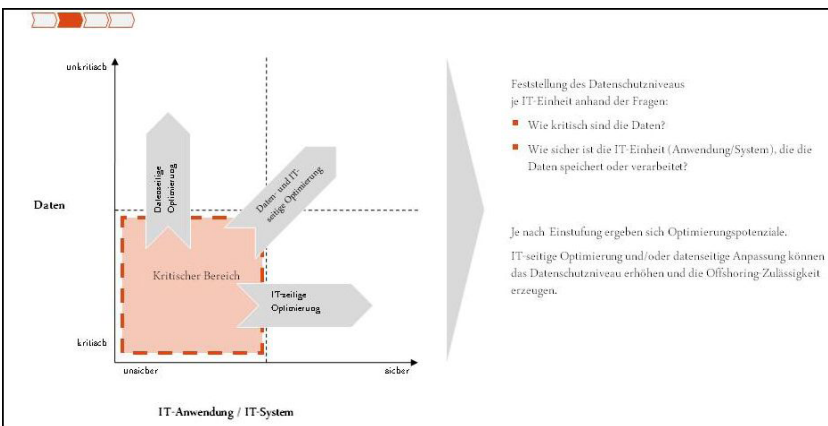 unkritisch
Datenseitige
Optimierung
Daten- und IT-
seitige Optimierung
Daten
Kritischer Bereich
IT-seitige
Optimierung
kritisch
unsicher
sicher
IT-Anwendung / IT-System
Feststellung des Datenschutzniveaus
je IT-Einheit anhand der Fragen:
Wie kritisch sind die Daten?
Wie sicher ist die IT-Einheit (Anwendung/System), die die
Daten speichert oder verarbeitet?
Je nach Einstufung ergeben sich Optimierungspotenziale.
IT-seitige Optimierung und/oder datenseitige Anpassung können
das Datenschutzniveau erhöhen und die Offshoring-Zulässigkeit
erzeugen.